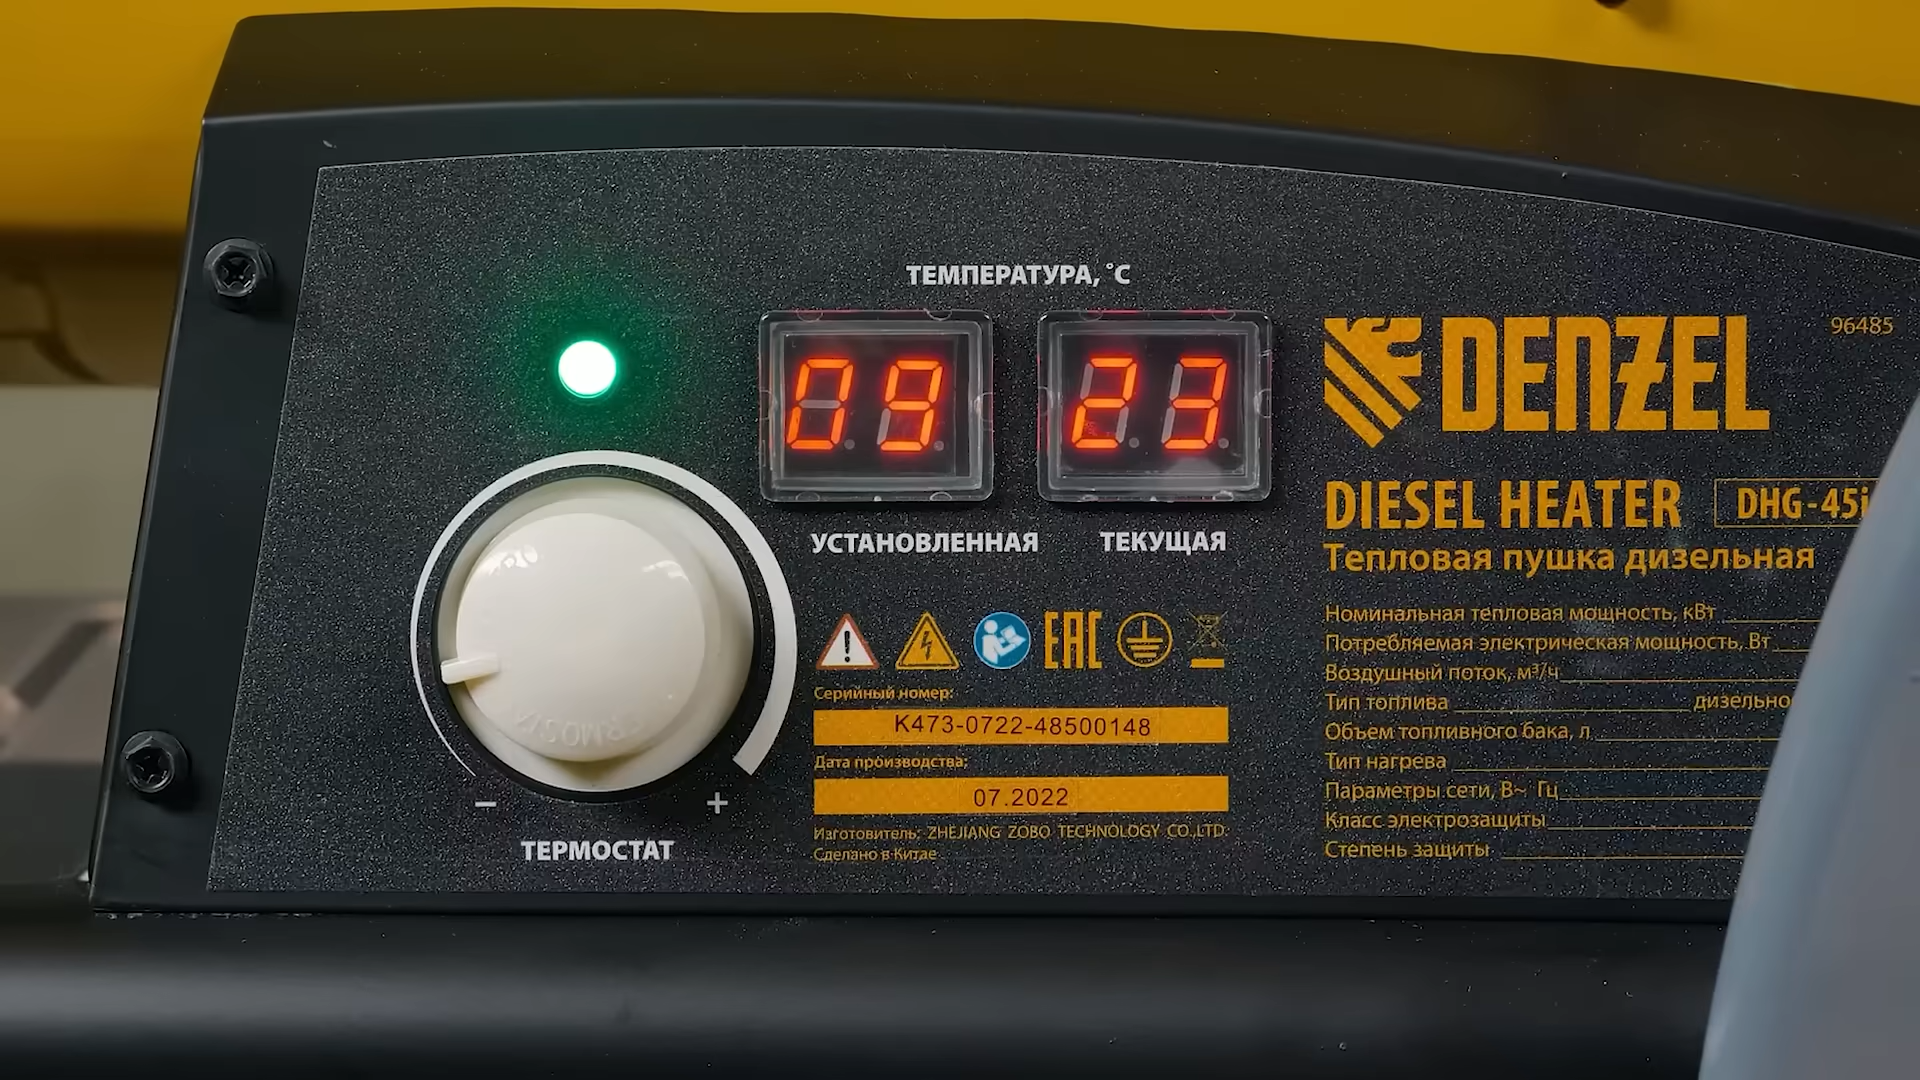 ТЕМПЕРАТУРА, °C
09 23
УСТАНОВЛЕННАЯ ТЕКУЩАЯ
− +
ТЕРМОСТАТ
EAC
Серийный номер:
K473-0722-48500148
Дата производства:
07.2022
Изготовитель: ZHEJIANG ZOBO TECHNOLOGY CO.,LTD.
Сделано в Китае
DENZEL 96485
DIESEL HEATER DHG-45i
Тепловая пушка дизельная
Номинальная тепловая мощность, кВт
Потребляемая электрическая мощность, Вт
Воздушный поток, м³/ч
Тип топлива дизельно
Объем топливного бака, л
Тип нагрева
Параметры сети, В~ Гц
Класс электрозащиты
Степень защиты